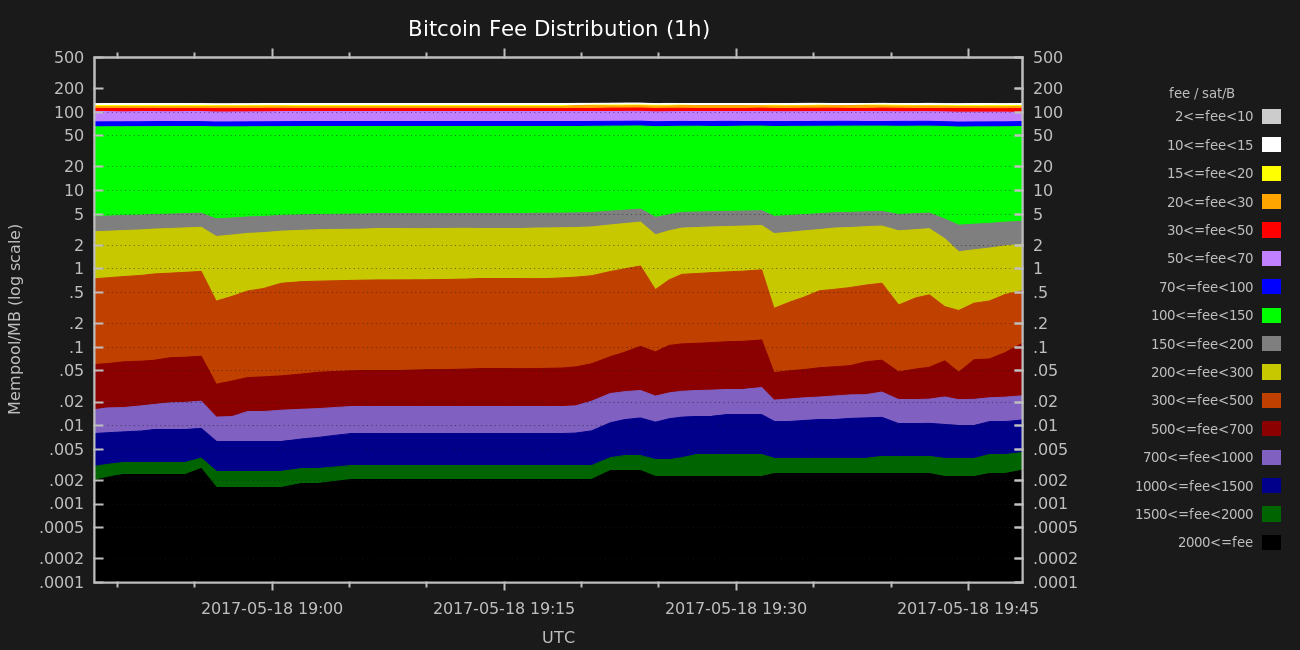 Bitcoin Fee Distribution (1h)
500 500
200 200
100 100
50 50
20 20
10 10
5 5
2 2
1 1
.5 .5
.2 .2
.1 .1
.05 .05
.02 .02
.01 .01
.005 .005
.002 .002
.001 .001
.0005 .0005
.0002 .0002
.0001 .0001
Mempool/MB (log scale)
2017-05-18 19:00 2017-05-18 19:15 2017-05-18 19:30 2017-05-18 19:45
UTC
fee / sat/B
2<=fee<10
10<=fee<15
15<=fee<20
20<=fee<30
30<=fee<50
50<=fee<70
70<=fee<100
100<=fee<150
150<=fee<200
200<=fee<300
300<=fee<500
500<=fee<700
700<=fee<1000
1000<=fee<1500
1500<=fee<2000
2000<=fee